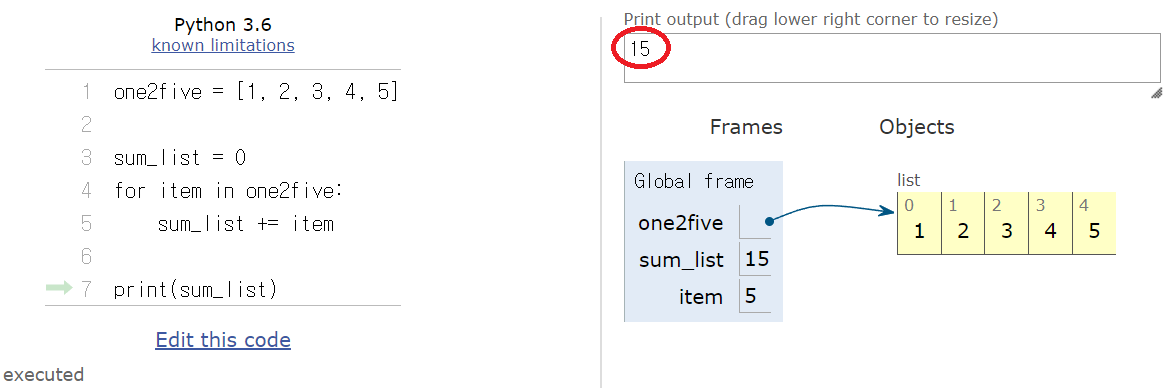 Python 3.6
known limitations
1 one2five = [1, 2, 3, 4, 5]
2
3 sum_list = 0
4 for item in one2five:
5     sum_list += item
6
7 print(sum_list)
Edit this code
executed
Print output (drag lower right corner to resize)
15
Frames Objects
Global frame
one2five
sum_list 15
item 5
list
0 1 2 3 4
1 2 3 4 5